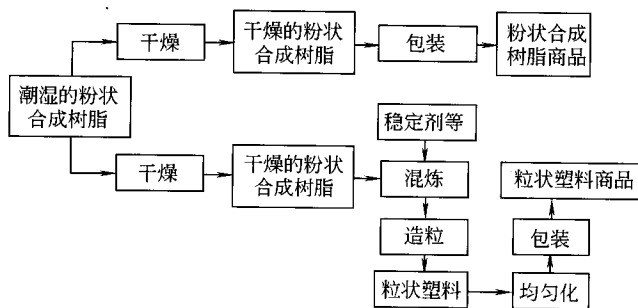 干燥
干燥的粉状
合成树脂
包装
粉状合成
树脂商品
潮湿的粉状
合成树脂
稳定剂等
干燥
干燥的粉状
合成树脂
混炼
粒状塑料商品
造粒
包装
粒状塑料
均匀化